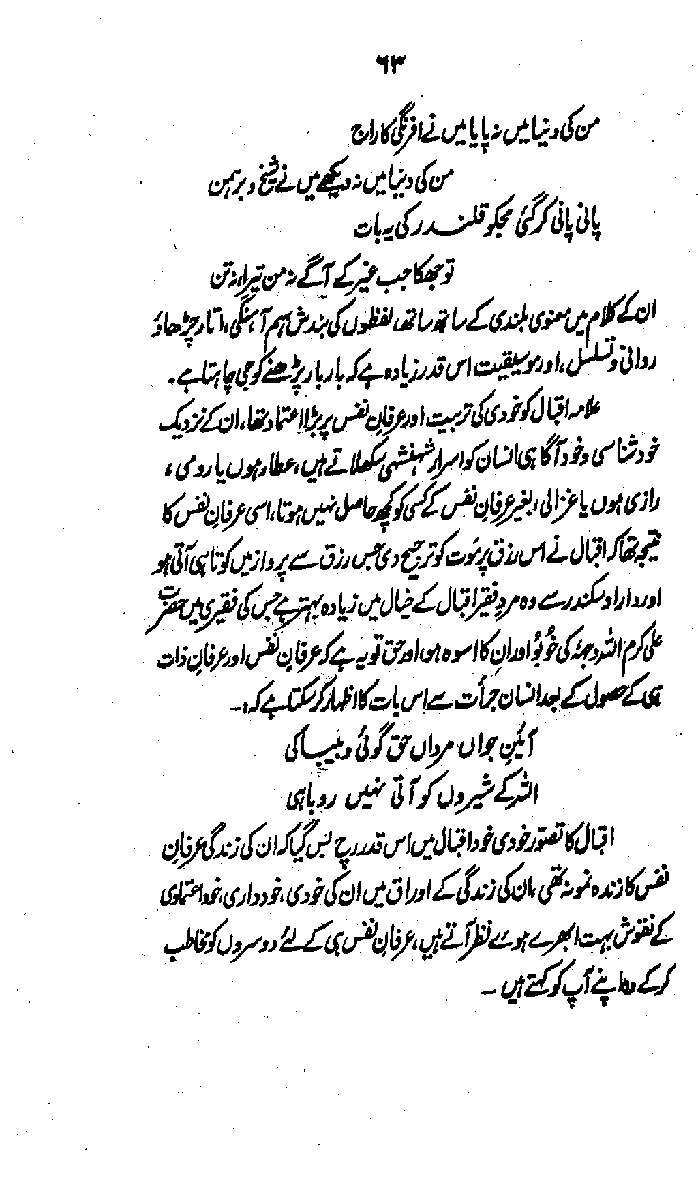 ٦٣
من کی دنیا میں نہ پایا میں نے افرنگی کا راج
من کی دنیا میں نہ دیکھے میں نے شیخ و برہمن
پانی پانی کر گئی مجکو قلندر کی یہ بات
تو جھکا جب غیر کے آگے نہ من تیرا نہ تن
ان کے کلام میں معنوی بلندی کے ساتھ ساتھ لفظوں کی بندش ہم آہنگی، اتار چڑھاؤ
روانی و تسلسل، اور موسیقیت اس قدر زیادہ ہے کہ بار بار پڑھنے کو جی چاہتا ہے۔
علامہ اقبال کو خودی کی تربیت اور عرفانِ نفس پر بڑا اعتماد تھا، ان کے نزدیک
خود شناسی و خود آگاہی انسان کو اسرارِ شہنشہی سکھلاتے ہیں، عطار ہوں یا رومی،
رازی ہوں یا غزالی بغیر عرفانِ نفس کے کسی کو کچھ حاصل نہیں ہوتا، اسی عرفانِ نفس کا
نتیجہ تھا کہ اقبال نے اس رزق پر موت کو ترجیح دی جس رزق سے پرواز میں کوتاہی آتی ہو
اور دارا و سکندر سے وہ مردِ فقیر اقبال کے خیال میں زیادہ بہتر ہے جس کی فقیری میں حضرت
علی کرم اللہ وجہہٗ کی خُوبُو اور ان کا اسوہ ہو اور حق تو یہ ہے کہ عرفانِ نفس اور عرفانِ ذات
ہی کے حصول کے بعد انسان جرأت سے اس بات کا اظہار کر سکتا ہے کہ:۔
آئینِ جواں مرداں حق گوئی و بیباکی
اللہ کے شیروں کو آتی نہیں روباہی
اقبال کا تصورِ خودی خود اقبال میں اس قدر رچ بس گیا کہ ان کی زندگی عرفانِ
نفس کا زندہ نمونہ تھی، ان کی زندگی کے اوراق میں ان کی خودی، خودداری، خود اعتمادی
کے نقوش بہت ابھرے ہوئے نظر آتے ہیں، عرفانِ نفس ہی کے لئے دوسروں کو مخاطب
کر کے وہ اپنے آپ کو کہتے ہیں۔